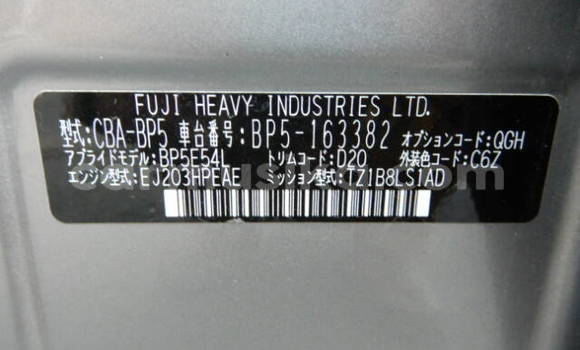 FUJI HEAVY INDUSTRIES LTD.
型式:CBA-BP5 車台番号:BP5-163382 オプションコード:QGH
アプライドモデル:BP5E54L トリムコード:D20 外装色コード:C6Z
エンジン型式:EJ203HPEAE ミッション型式:TZ1B8LS1AD